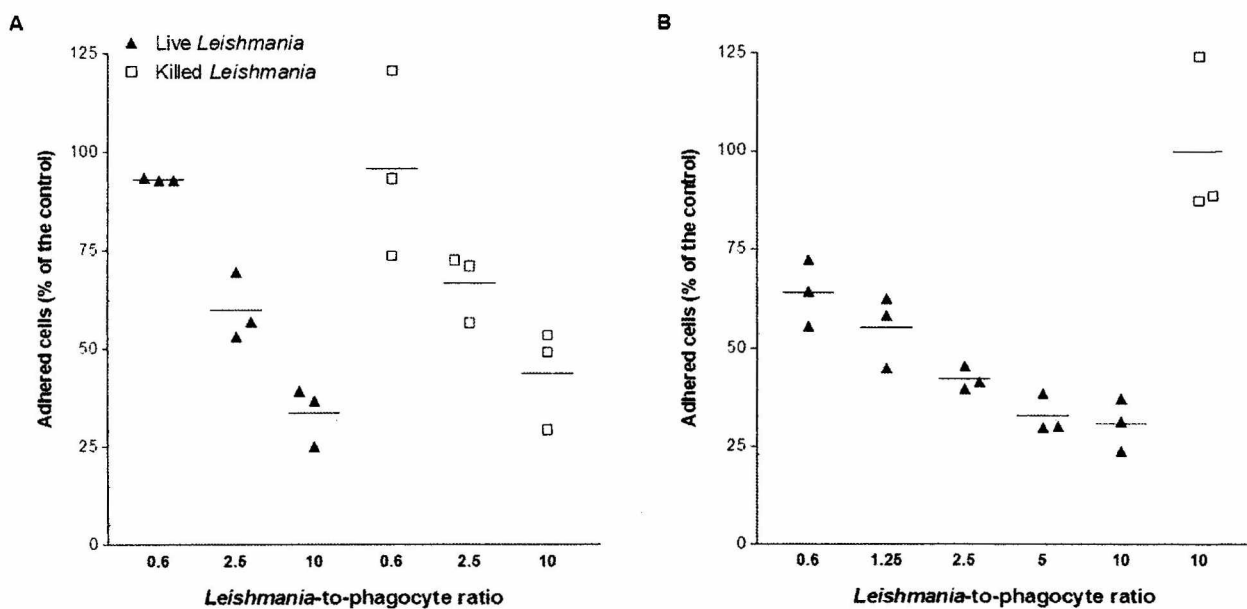 A
▲ Live Leishmania
□ Killed Leishmania
Adhered cells (% of the control)
125
100
75
50
25
0
0.6 2.5 10 0.6 2.5 10
Leishmania-to-phagocyte ratio
B
Adhered cells (% of the control)
125
100
75
50
25
0
0.6 1.25 2.5 5 10 10
Leishmania-to-phagocyte ratio